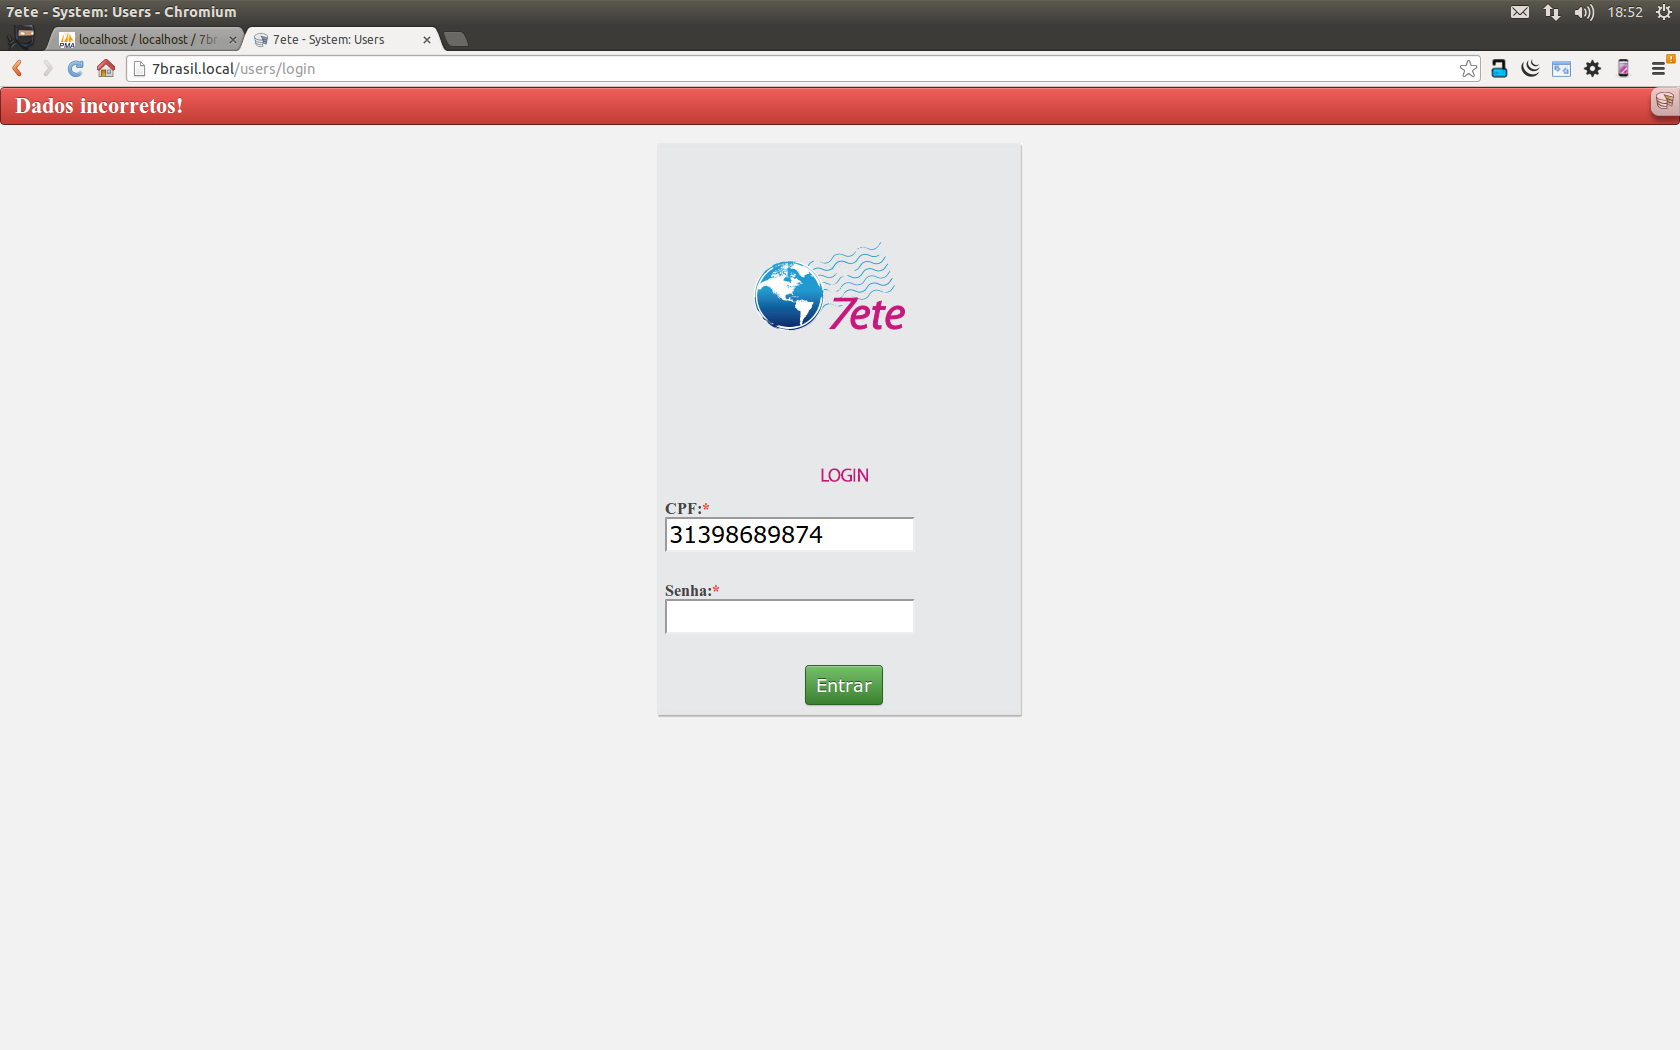 7ete - System: Users - Chromium
18:52
PMA
localhost / localhost / 7br
7ete - System: Users
7brasil.local/users/login
Dados incorretos!
7ete
LOGIN
CPF:*
31398689874
Senha:*
Entrar